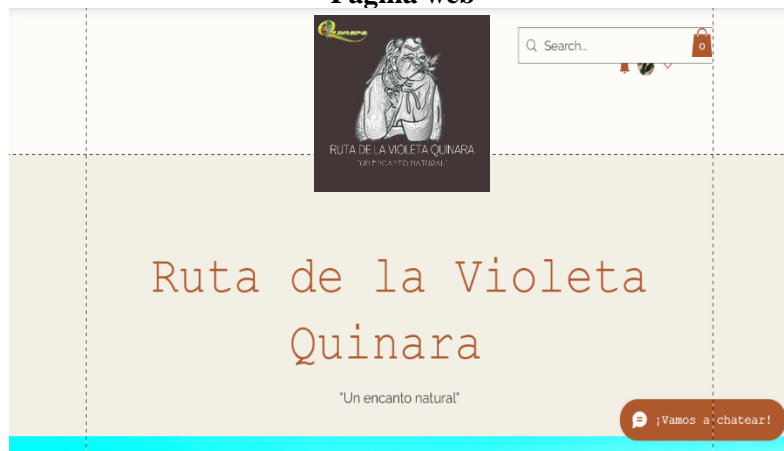 Página web
Quinara
Search...
0
RUTA DE LA VIOLETA QUINARA
"UN ENCANTO NATURAL"
Ruta de la Violeta
Quinara
"Un encanto natural"
¡Vamos a chatear!